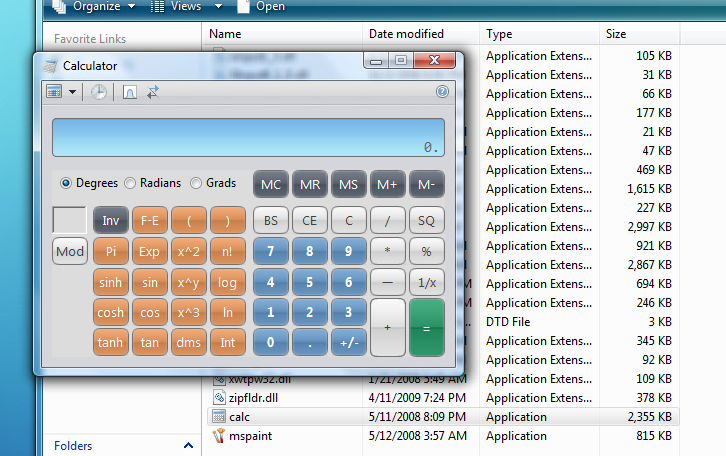 Organize Views Open
Favorite Links
Name Date modified Type Size
Application Extens... 105 KB
Application Extens... 31 KB
Application Extens... 66 KB
Application Extens... 177 KB
Application Extens... 21 KB
Application Extens... 47 KB
Application Extens... 469 KB
Application Extens... 1,615 KB
Application Extens... 227 KB
Application Extens... 2,997 KB
Application Extens... 921 KB
Application Extens... 2,867 KB
Application Extens... 694 KB
Application Extens... 246 KB
DTD File 3 KB
Application Extens... 345 KB
Application Extens... 92 KB
xwtpw32.dll 1/21/2008 5:49 AM Application Extens... 109 KB
zipfldr.dll 4/11/2009 7:24 PM Application Extens... 378 KB
calc 5/11/2008 8:09 PM Application 2,355 KB
mspaint 5/12/2008 3:57 AM Application 815 KB
Folders
Calculator
0.
Degrees Radians Grads MC MR MS M+ M-
Inv F-E ( ) BS CE C / SQ
Mod Pi Exp x^2 n! 7 8 9 * %
sinh sin x^y log 4 5 6 — 1/x
cosh cos x^3 ln 1 2 3 + =
tanh tan dms Int 0 . +/-